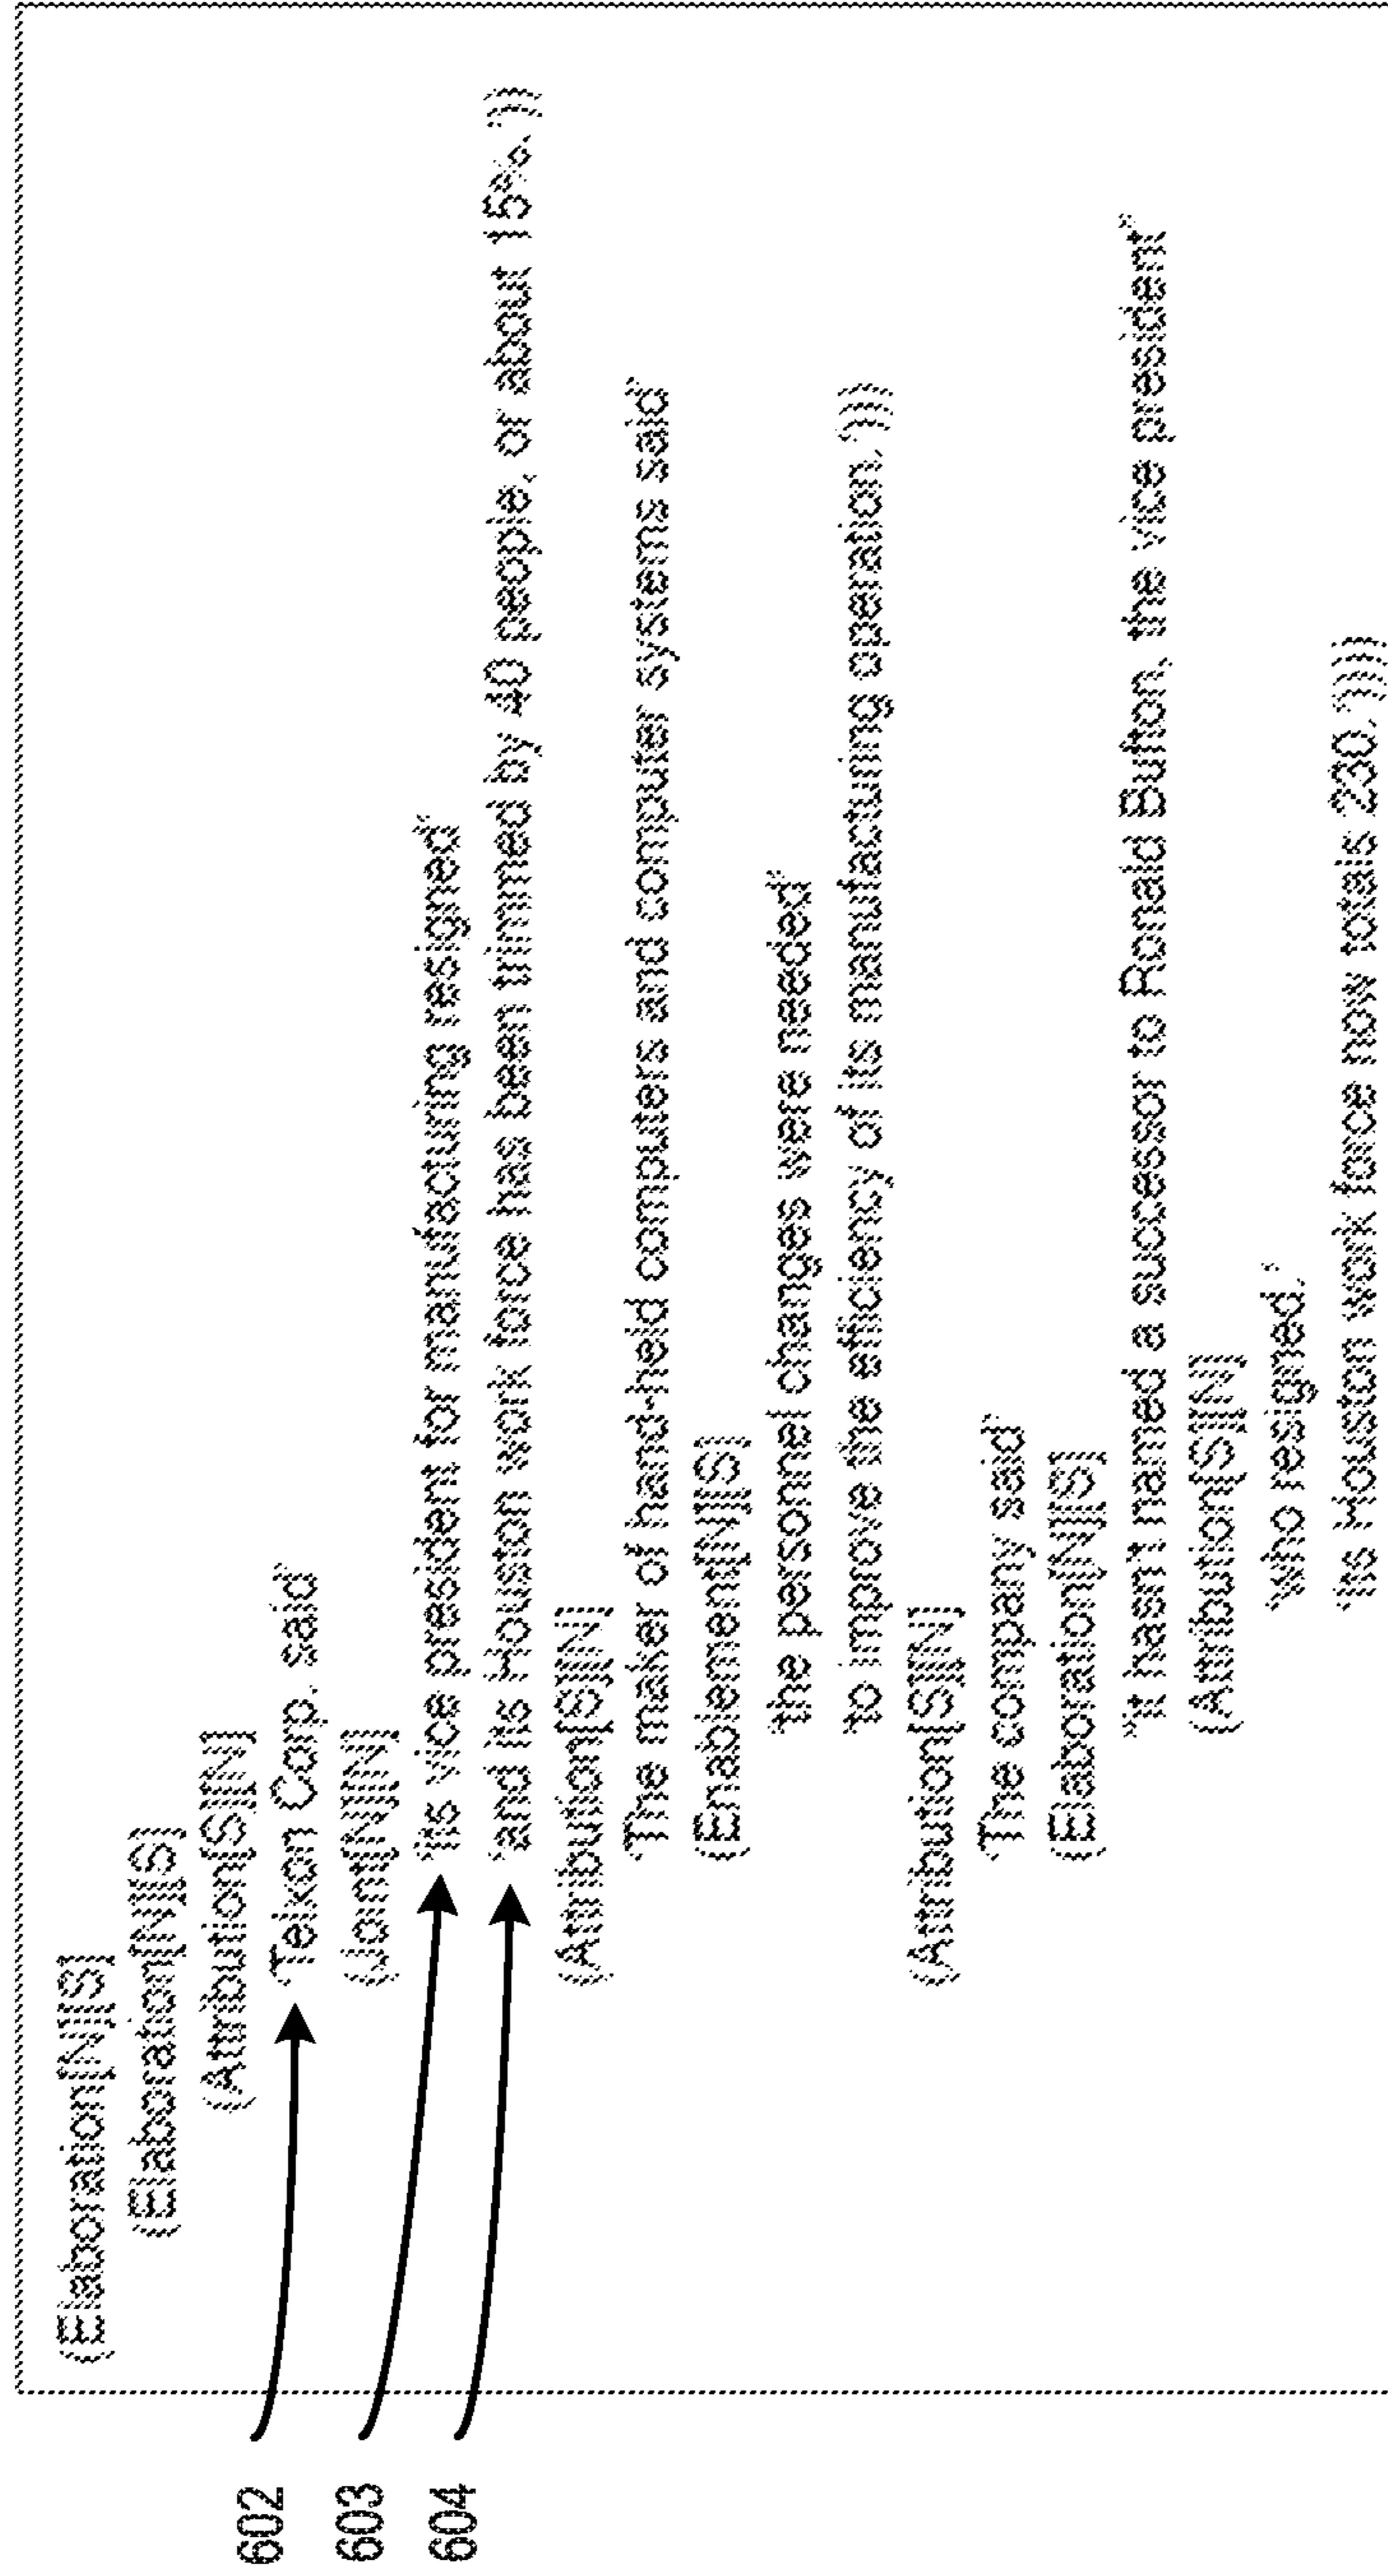 (Elaboration[N][S]
(Elaboration[N][S]
(Attribution[S][N]
602 "Telxon Corp. said"
(Joint[N][N]
603 "its vice president for manufacturing resigned"
604 "and its Houston work force has been trimmed by 40 people, or about 15%."))
(Attribution[S][N]
"The maker of hand-held computers and computer systems said"
(Enablement[N][S]
"the personnel changes were needed"
"to improve the efficiency of its manufacturing operation.")))
(Attribution[S][N]
"The company said"
(Elaboration[N][S]
"it hasn't named a successor to Ronald Bufton, the vice president"
(Attribution[S][N]
"who resigned."
"its Houston work force now totals 230."))))